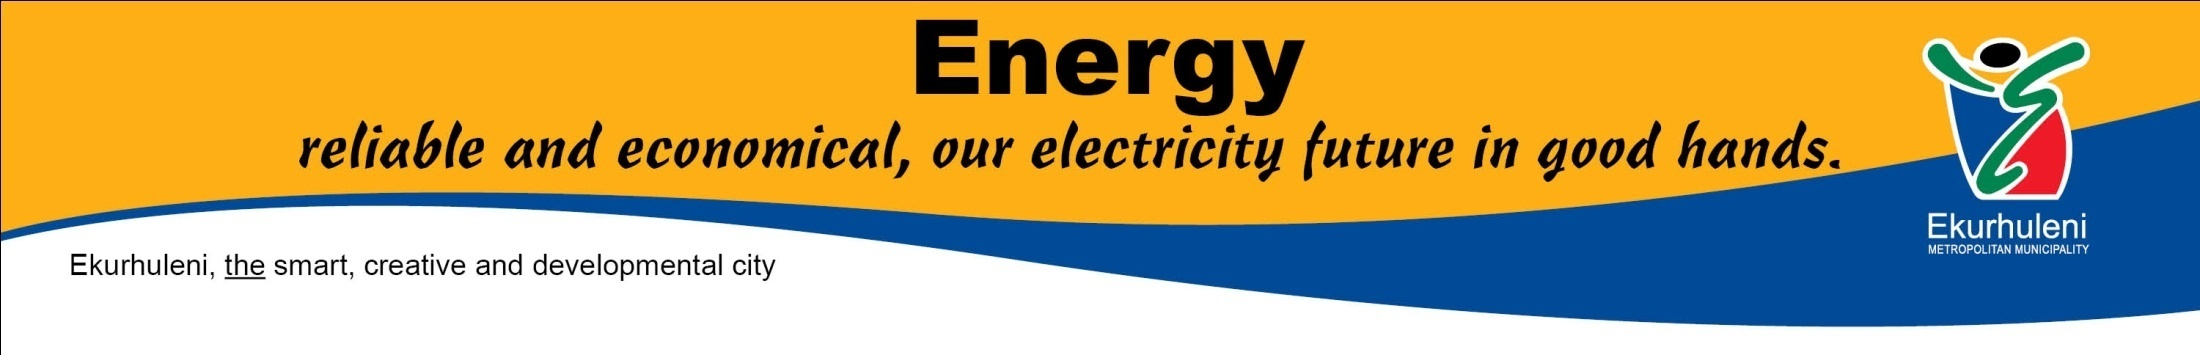 Energy
reliable and economical, our electricity future in good hands.
Ekurhuleni
METROPOLITAN MUNICIPALITY
Ekurhuleni, the smart, creative and developmental city